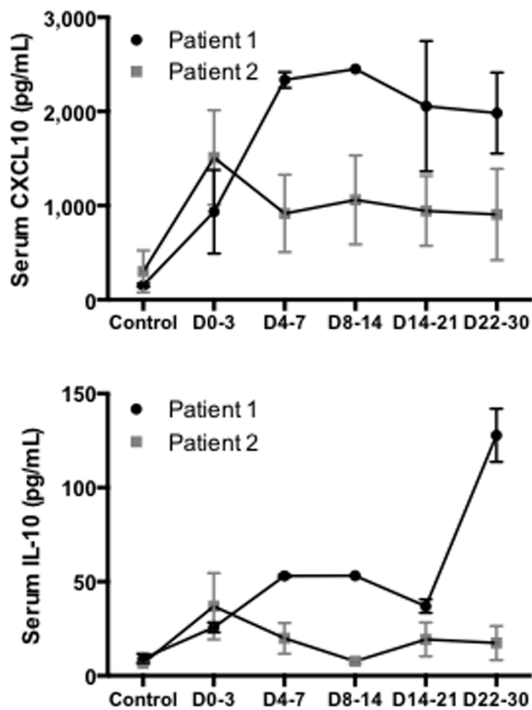 Serum CXCL10 (pg/mL)
3,000
2,000
1,000
0
Patient 1
Patient 2
Control D0-3 D4-7 D8-14 D14-21 D22-30
Serum IL-10 (pg/mL)
150
100
50
0
Patient 1
Patient 2
Control D0-3 D4-7 D8-14 D14-21 D22-30